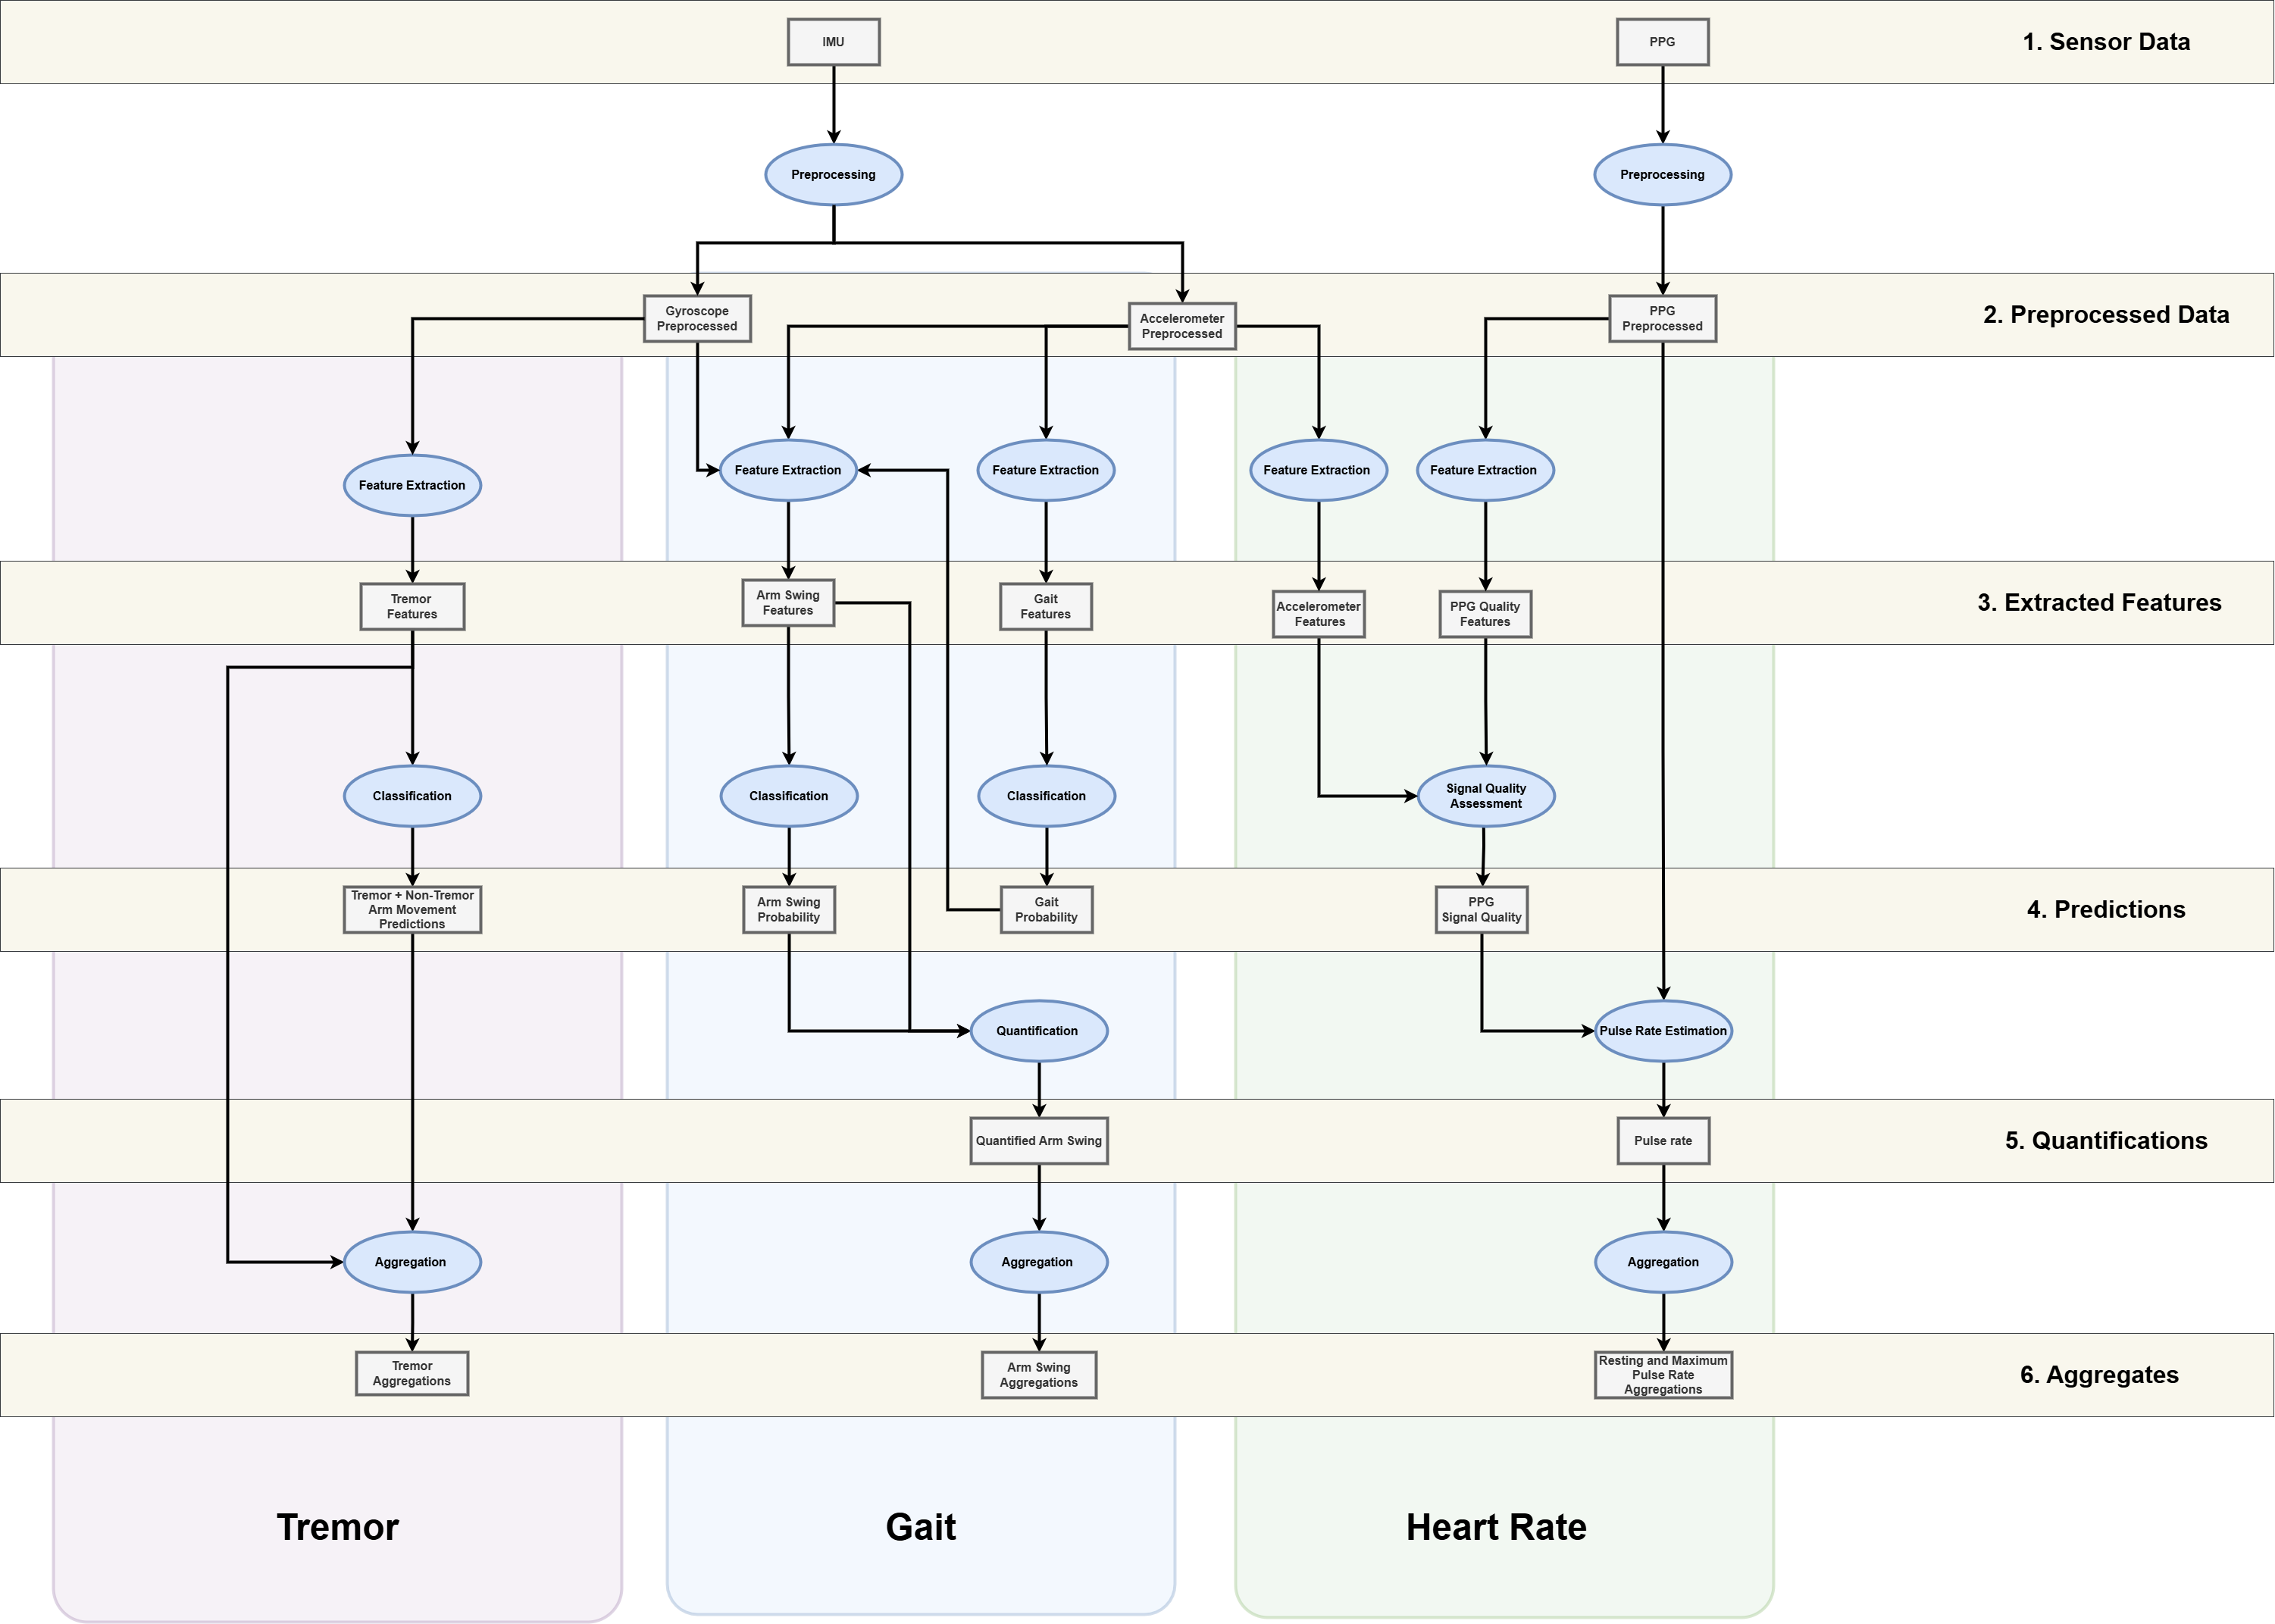 IMU
PPG
1. Sensor Data
Preprocessing
Preprocessing
Gyroscope
Preprocessed
Accelerometer
Preprocessed
PPG
Preprocessed
2. Preprocessed Data
Feature Extraction
Feature Extraction
Feature Extraction
Feature Extraction
Feature Extraction
Tremor
Features
Arm Swing
Features
Gait
Features
Accelerometer
Features
PPG Quality
Features
3. Extracted Features
Classification
Classification
Classification
Signal Quality
Assessment
Tremor + Non-Tremor
Arm Movement
Predictions
Arm Swing
Probability
Gait
Probability
PPG
Signal Quality
4. Predictions
Quantification
Pulse Rate Estimation
Quantified Arm Swing
Pulse rate
5. Quantifications
Aggregation
Aggregation
Aggregation
Tremor
Aggregations
Arm Swing
Aggregations
Resting and Maximum
Pulse Rate
Aggregations
6. Aggregates
Tremor
Gait
Heart Rate